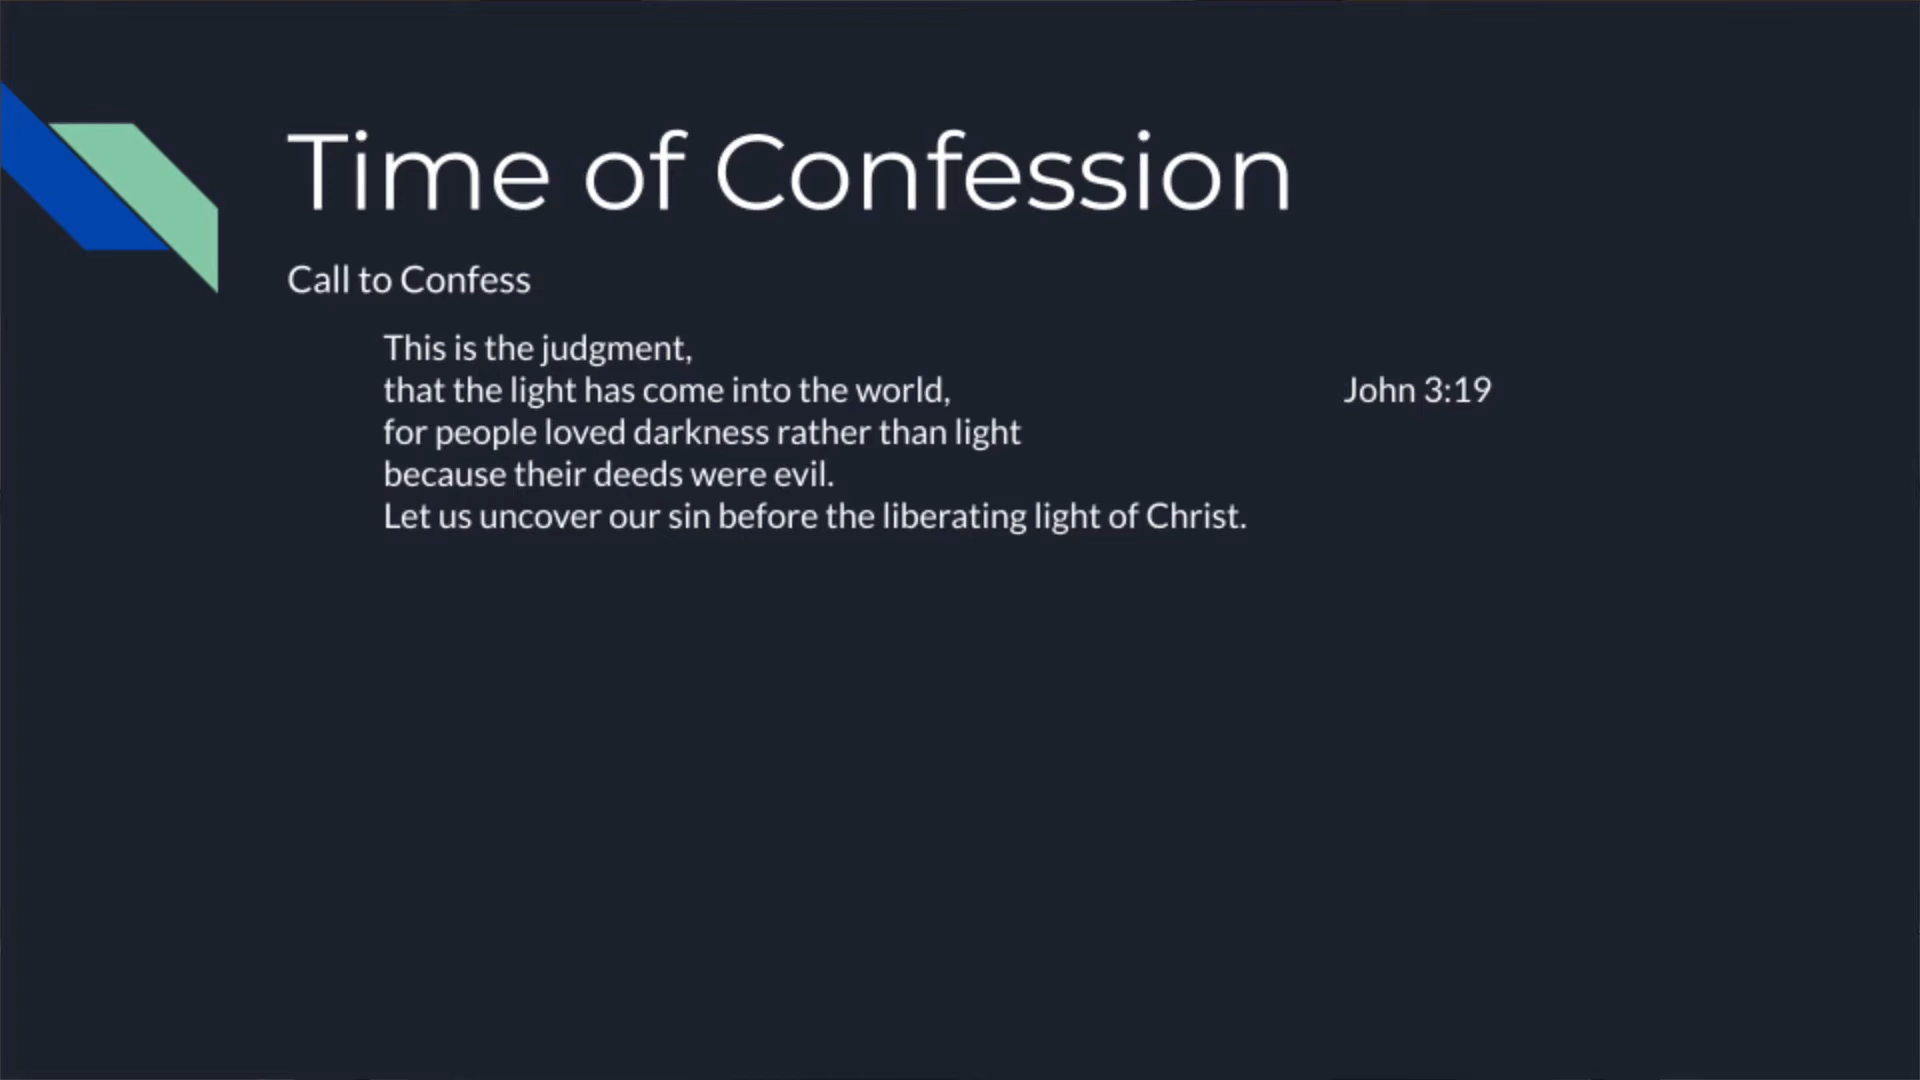 Time of Confession
Call to Confess
This is the judgment,
that the light has come into the world, John 3:19
for people loved darkness rather than light
because their deeds were evil.
Let us uncover our sin before the liberating light of Christ.